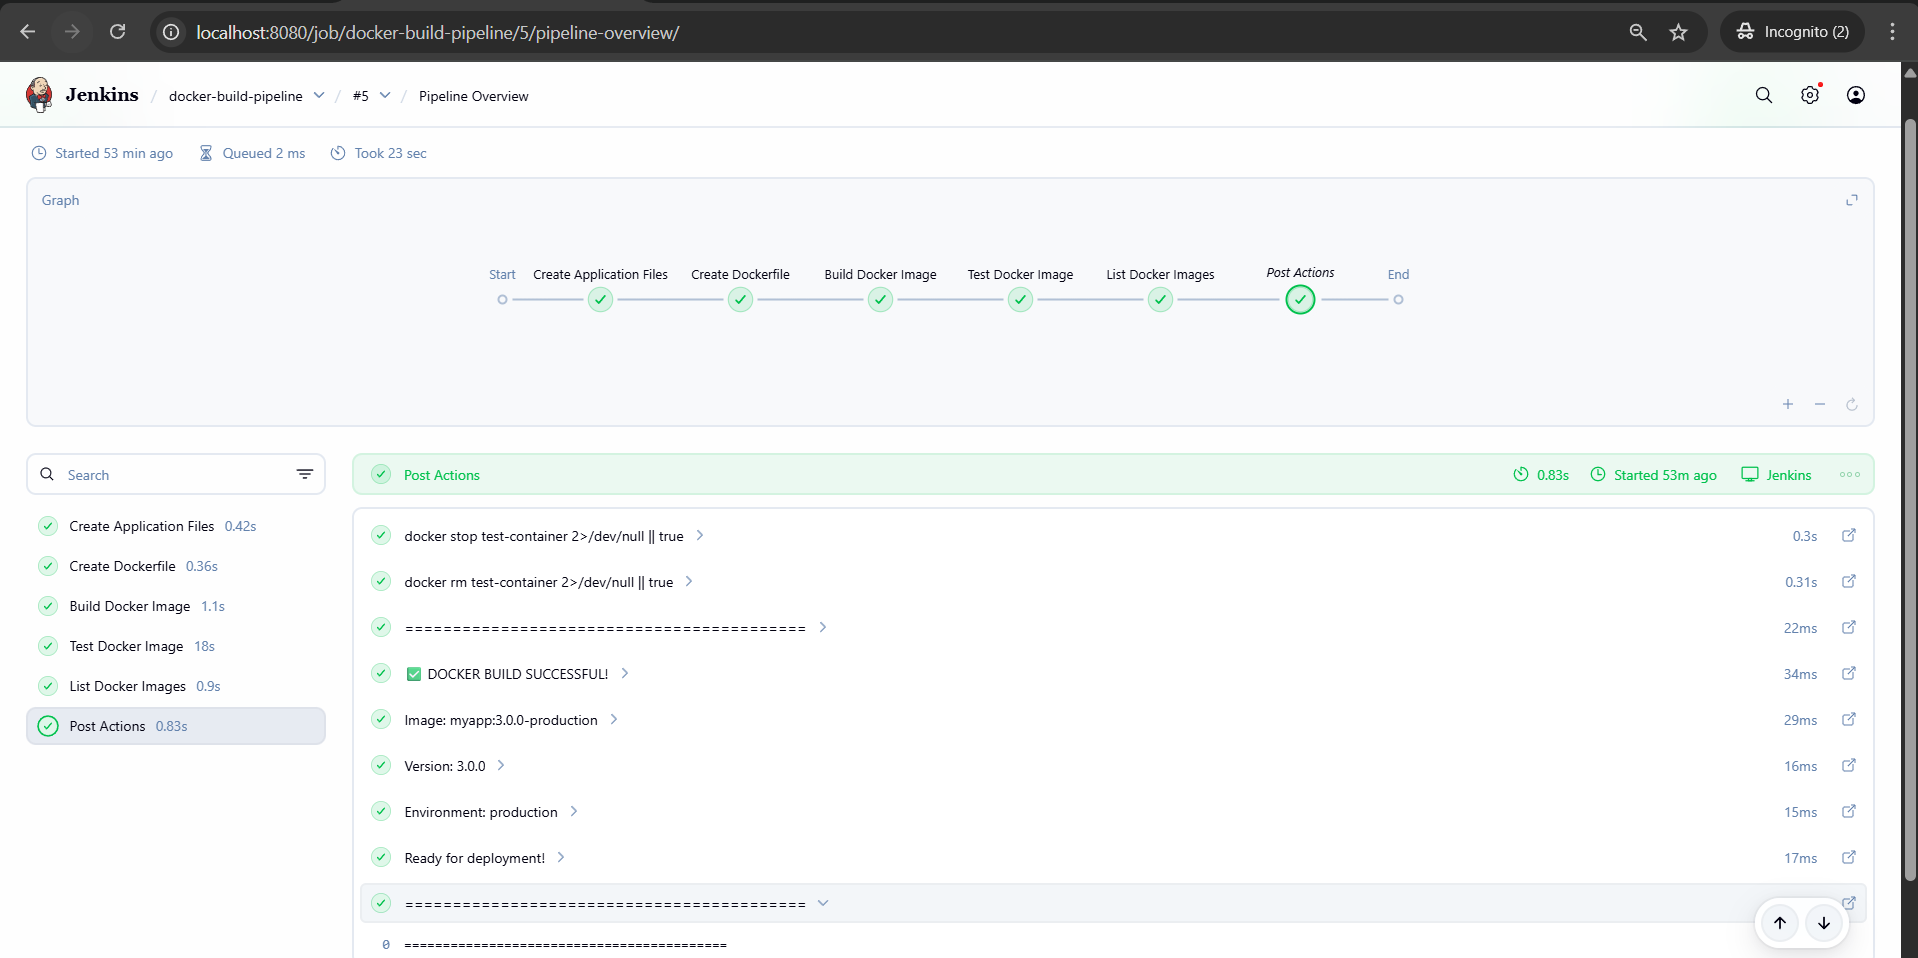 localhost:8080/job/docker-build-pipeline/5/pipeline-overview/
Incognito (2)
Jenkins / docker-build-pipeline / #5 / Pipeline Overview
Started 53 min ago Queued 2 ms Took 23 sec
Graph
Start Create Application Files Create Dockerfile Build Docker Image Test Docker Image List Docker Images Post Actions End
Search
Create Application Files 0.42s
Create Dockerfile 0.36s
Build Docker Image 1.1s
Test Docker Image 18s
List Docker Images 0.9s
Post Actions 0.83s
Post Actions 0.83s Started 53m ago Jenkins
docker stop test-container 2>/dev/null || true 0.3s
docker rm test-container 2>/dev/null || true 0.31s
========================================== 22ms
✅ DOCKER BUILD SUCCESSFUL! 34ms
Image: myapp:3.0.0-production 29ms
Version: 3.0.0 16ms
Environment: production 15ms
Ready for deployment! 17ms
==========================================
0 ==========================================